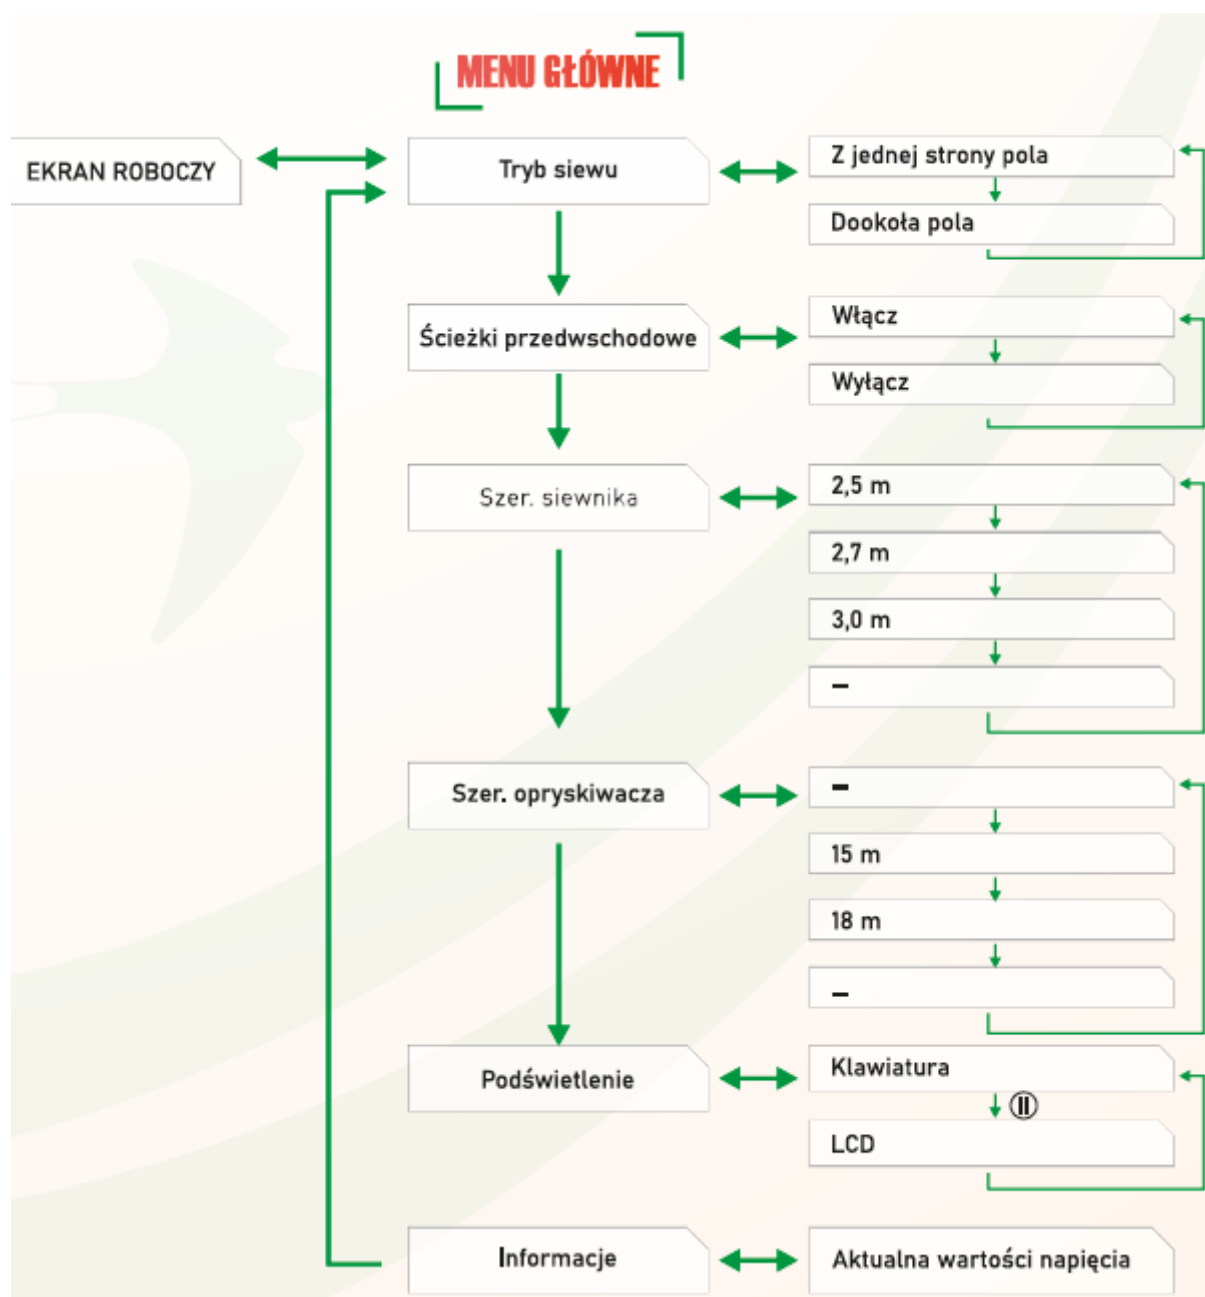 MENU GŁÓWNE
EKRAN ROBOCZY
Tryb siewu
Z jednej strony pola
Dookoła pola
Ścieżki przedwschodowe
Włącz
Wyłącz
Szer. siewnika
2,5 m
2,7 m
3,0 m
–
Szer. opryskiwacza
–
15 m
18 m
–
Podświetlenie
Klawiatura
II
LCD
Informacje
Aktualna wartości napięcia